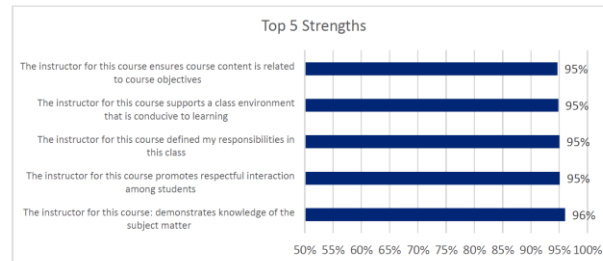 Top 5 Strengths
The instructor for this course ensures course content is related
to course objectives
95%
The instructor for this course supports a class environment
that is conducive to learning
95%
The instructor for this course defined my responsibilities in
this class
95%
The instructor for this course promotes respectful interaction
among students
95%
The instructor for this course: demonstrates knowledge of the
subject matter
96%
50% 55% 60% 65% 70% 75% 80% 85% 90% 95% 100%